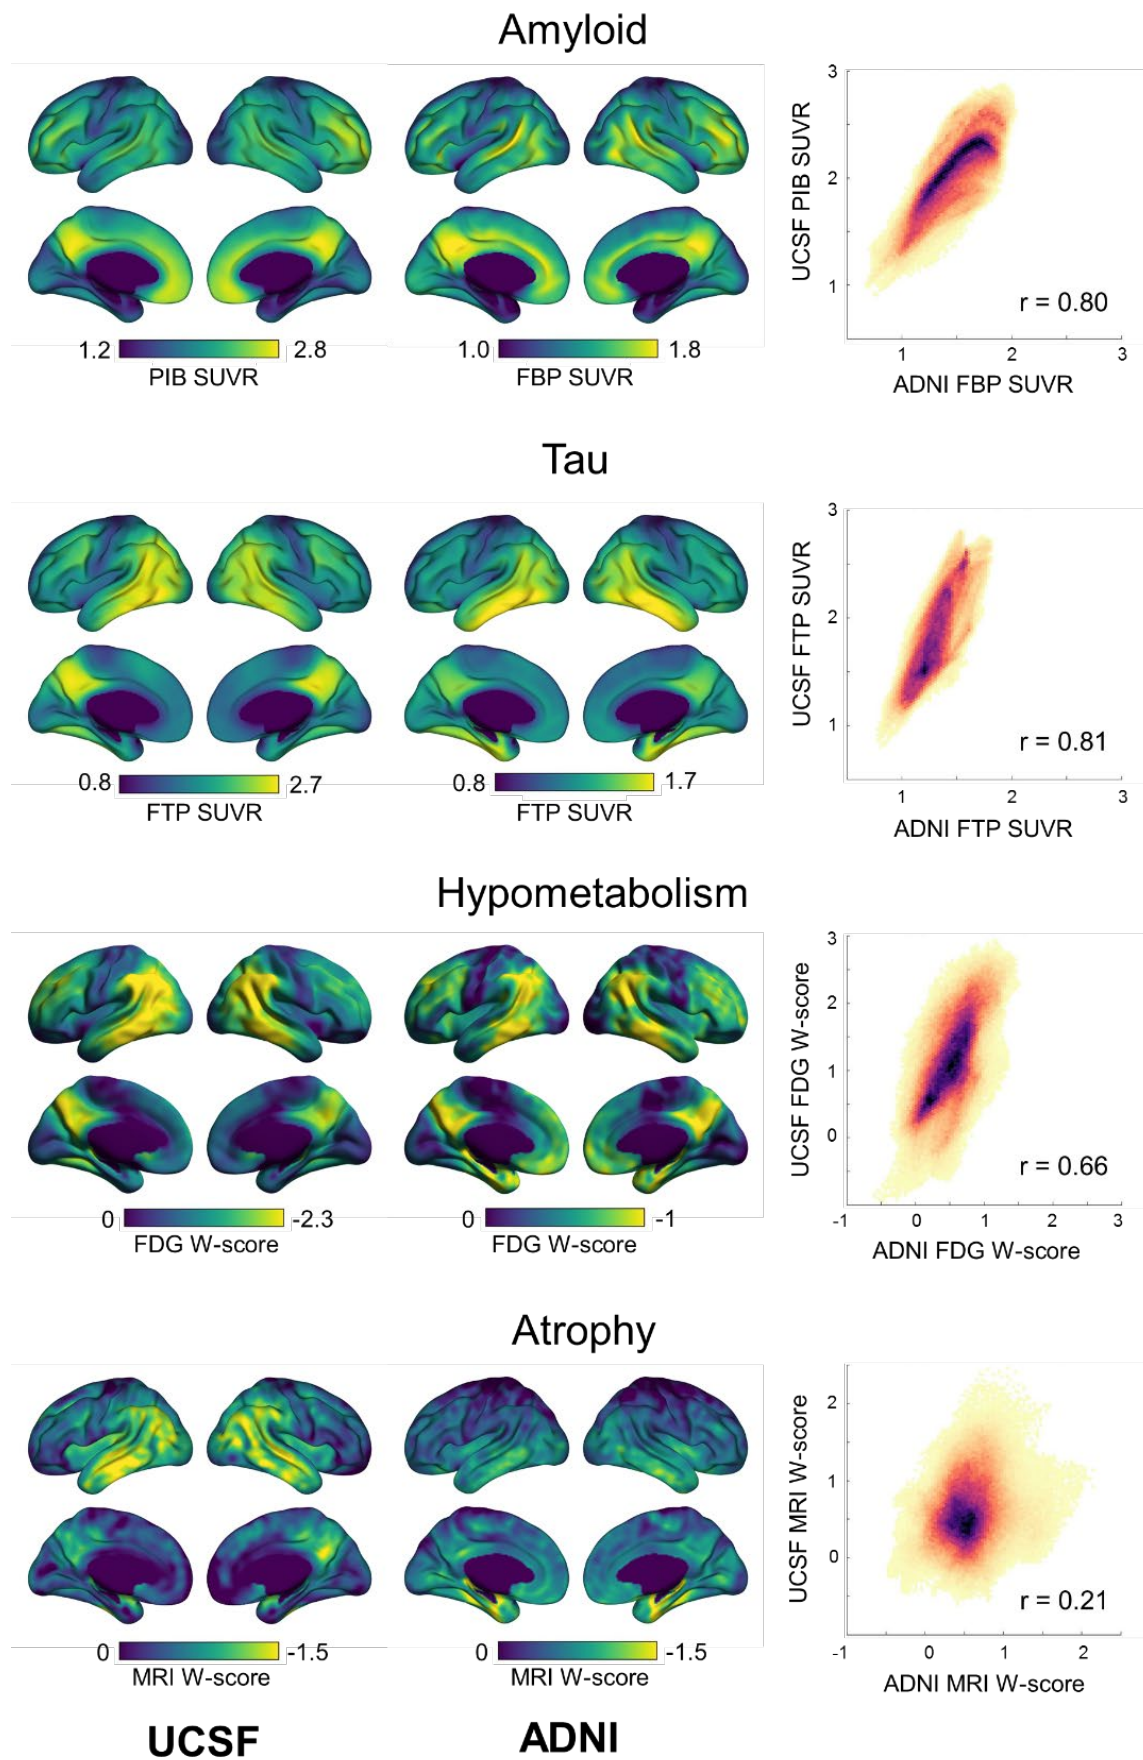 Amyloid
1.2 2.8
PIB SUVR
1.0 1.8
FBP SUVR
UCSF PIB SUVR
3
2
1
r = 0.80
1 2 3
ADNI FBP SUVR
Tau
0.8 2.7
FTP SUVR
0.8 1.7
FTP SUVR
UCSF FTP SUVR
3
2
1
r = 0.81
1 2 3
ADNI FTP SUVR
Hypometabolism
0 -2.3
FDG W-score
0 -1
FDG W-score
UCSF FDG W-score
3
2
1
0
r = 0.66
-1 0 1 2 3
ADNI FDG W-score
Atrophy
0 -1.5
MRI W-score
0 -1.5
MRI W-score
UCSF MRI W-score
2
1
0
r = 0.21
-1 0 1 2
ADNI MRI W-score
UCSF ADNI